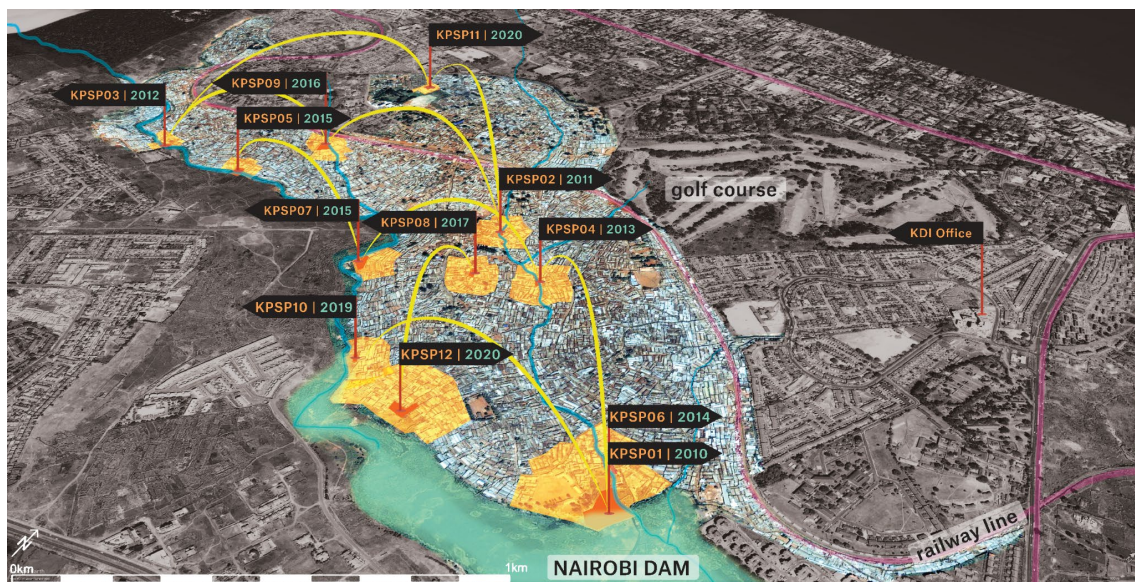 KPSP11 | 2020
KPSP03 | 2012
KPSP09 | 2016
KPSP05 | 2015
KPSP02 | 2011
golf course
KPSP07 | 2015
KPSP08 | 2017
KPSP04 | 2013
KDI Office
KPSP10 | 2019
KPSP12 | 2020
KPSP06 | 2014
KPSP01 | 2010
railway line
N
0km
1km
NAIROBI DAM